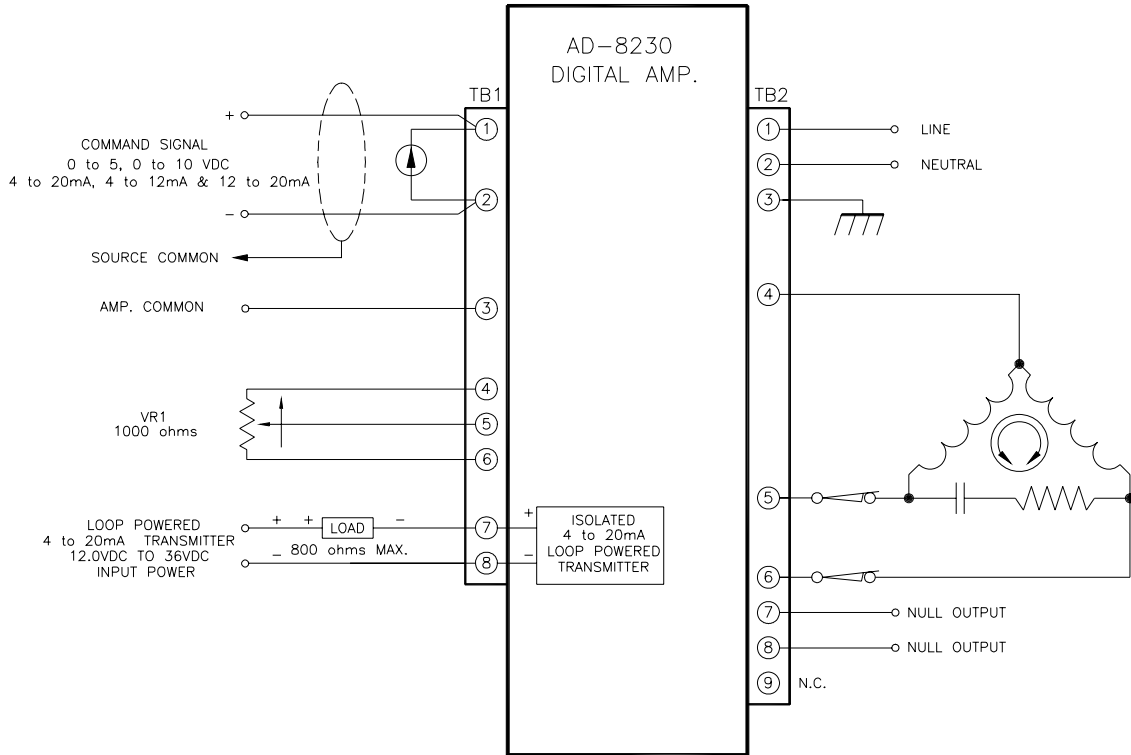 AD-8230
DIGITAL AMP.
TB1
+
COMMAND SIGNAL
0 to 5, 0 to 10 VDC
4 to 20mA, 4 to 12mA & 12 to 20mA
-
SOURCE COMMON
AMP. COMMON
VR1
1000 ohms
LOOP POWERED
4 to 20mA TRANSMITTER
12.0VDC TO 36VDC
INPUT POWER
+ + LOAD -
- 800 ohms MAX.
1
2
3
4
5
6
7
8
+
-
ISOLATED
4 to 20mA
LOOP POWERED
TRANSMITTER
TB2
1 LINE
2 NEUTRAL
3
4
5
6
7 NULL OUTPUT
8 NULL OUTPUT
9 N.C.